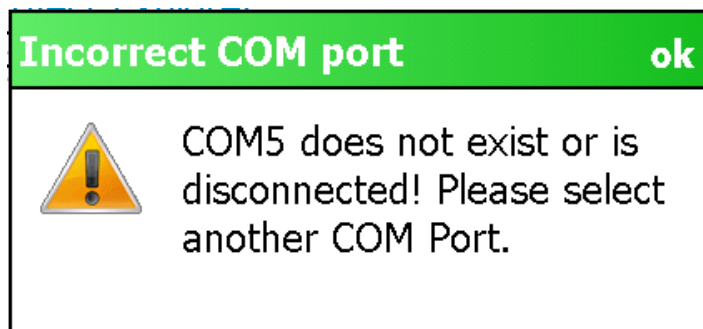 Incorrect COM port ok
COM5 does not exist or is
disconnected! Please select
another COM Port.